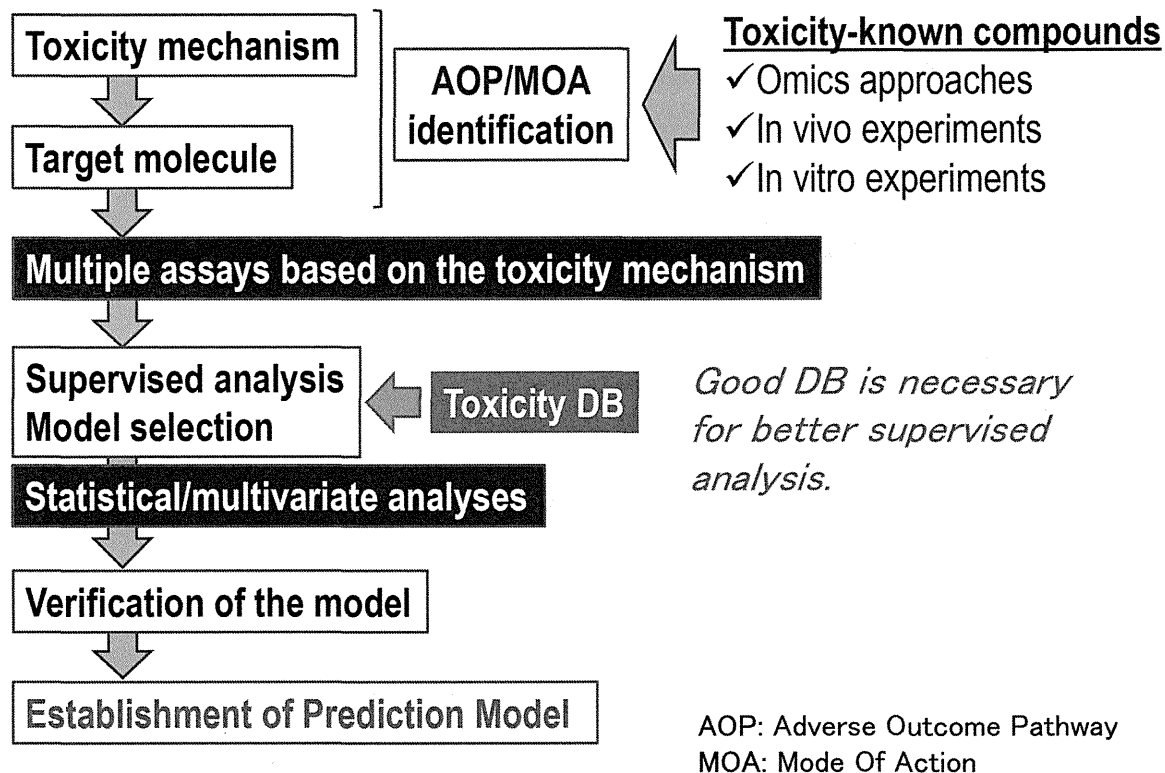 Toxicity mechanism
Target molecule
AOP/MOA
identification
Toxicity-known compounds
✓Omics approaches
✓In vivo experiments
✓In vitro experiments
Multiple assays based on the toxicity mechanism
Supervised analysis
Model selection
Toxicity DB
Good DB is necessary
for better supervised
analysis.
Statistical/multivariate analyses
Verification of the model
Establishment of Prediction Model
AOP: Adverse Outcome Pathway
MOA: Mode Of Action